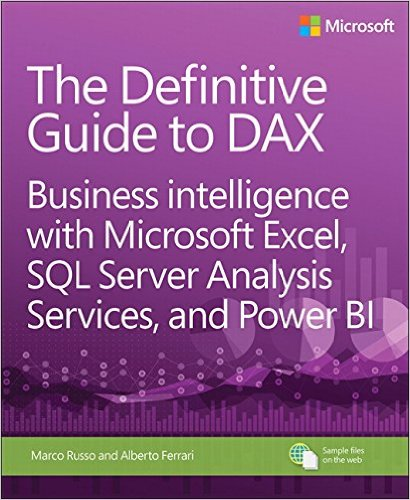 Microsoft
The Definitive
Guide to DAX
Business intelligence
with Microsoft Excel,
SQL Server Analysis
Services, and Power BI
Marco Russo and Alberto Ferrari
Sample files
on the web